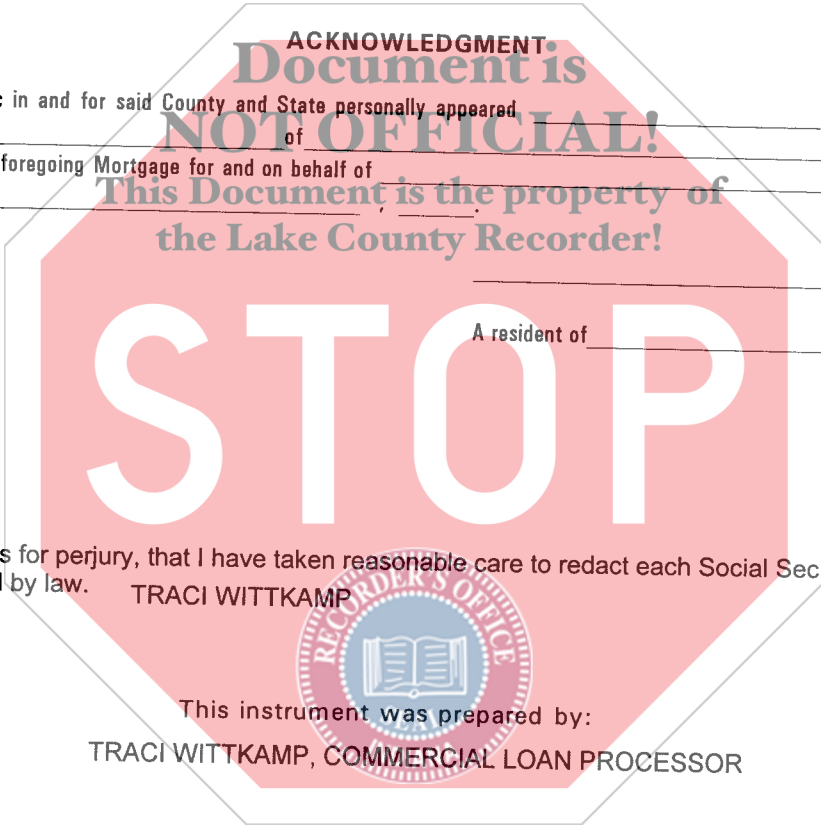 ACKNOWLEDGMENT
Document is
in and for said County and State personally appeared
NOT OFFICIAL!
of
foregoing Mortgage for and on behalf of
This Document is the property of
the Lake County Recorder!
A resident of
STOP
s for perjury, that I have taken reasonable care to redact each Social Sec
by law. TRACI WITTKAMP
RECORDER'S OFFICE
SEAL
This instrument was prepared by:
TRACI WITTKAMP, COMMERCIAL LOAN PROCESSOR